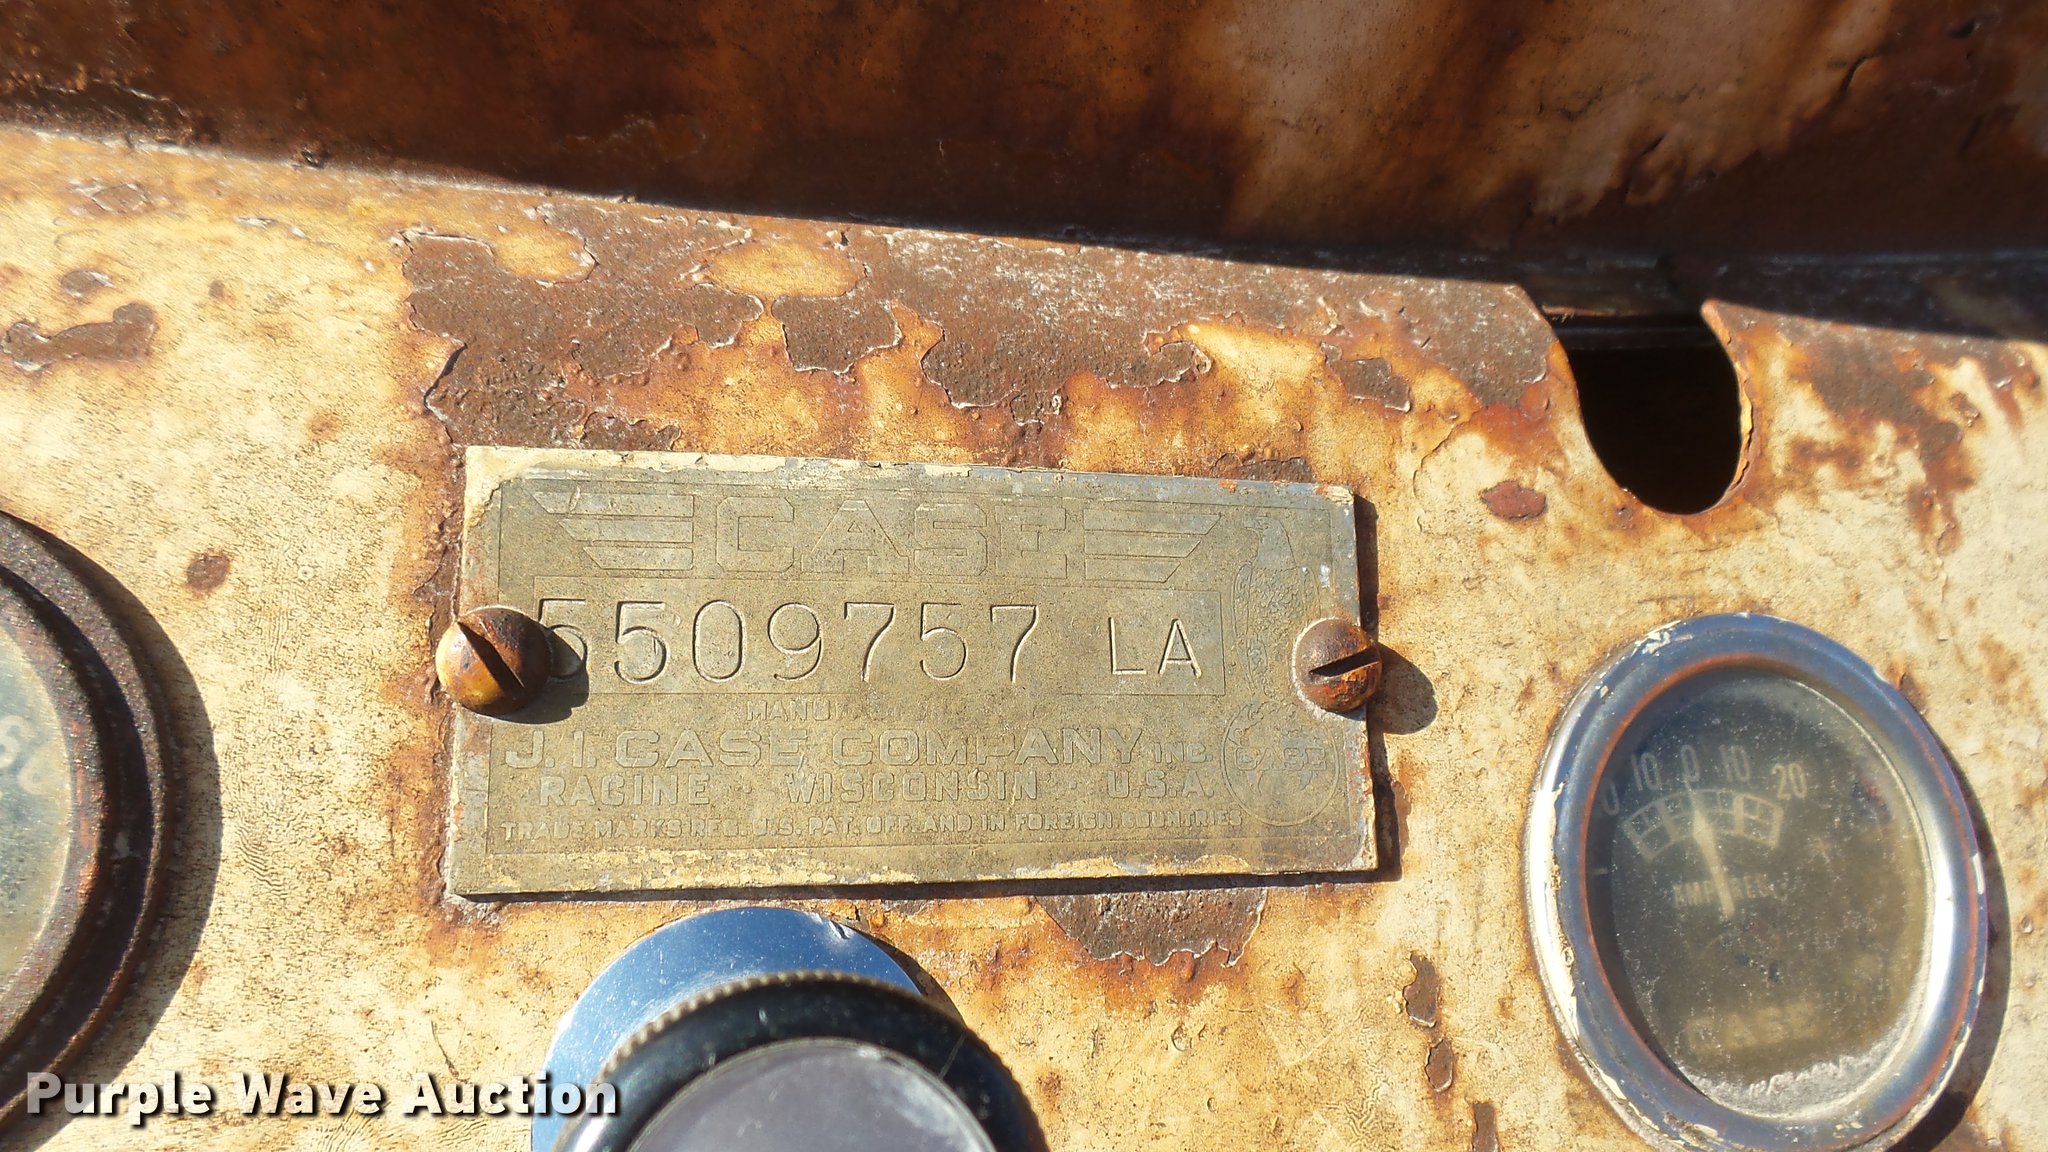 CASE
5509757 LA
MANU
J.I. CASE COMPANY INC.
RACINE · WISCONSIN · U.S.A.
TRADE MARKS REG. U.S. PAT. OFF. AND IN FOREIGN COUNTRIES
CASE
10 0 10 20
AMPERES
CASE
Purple Wave Auction